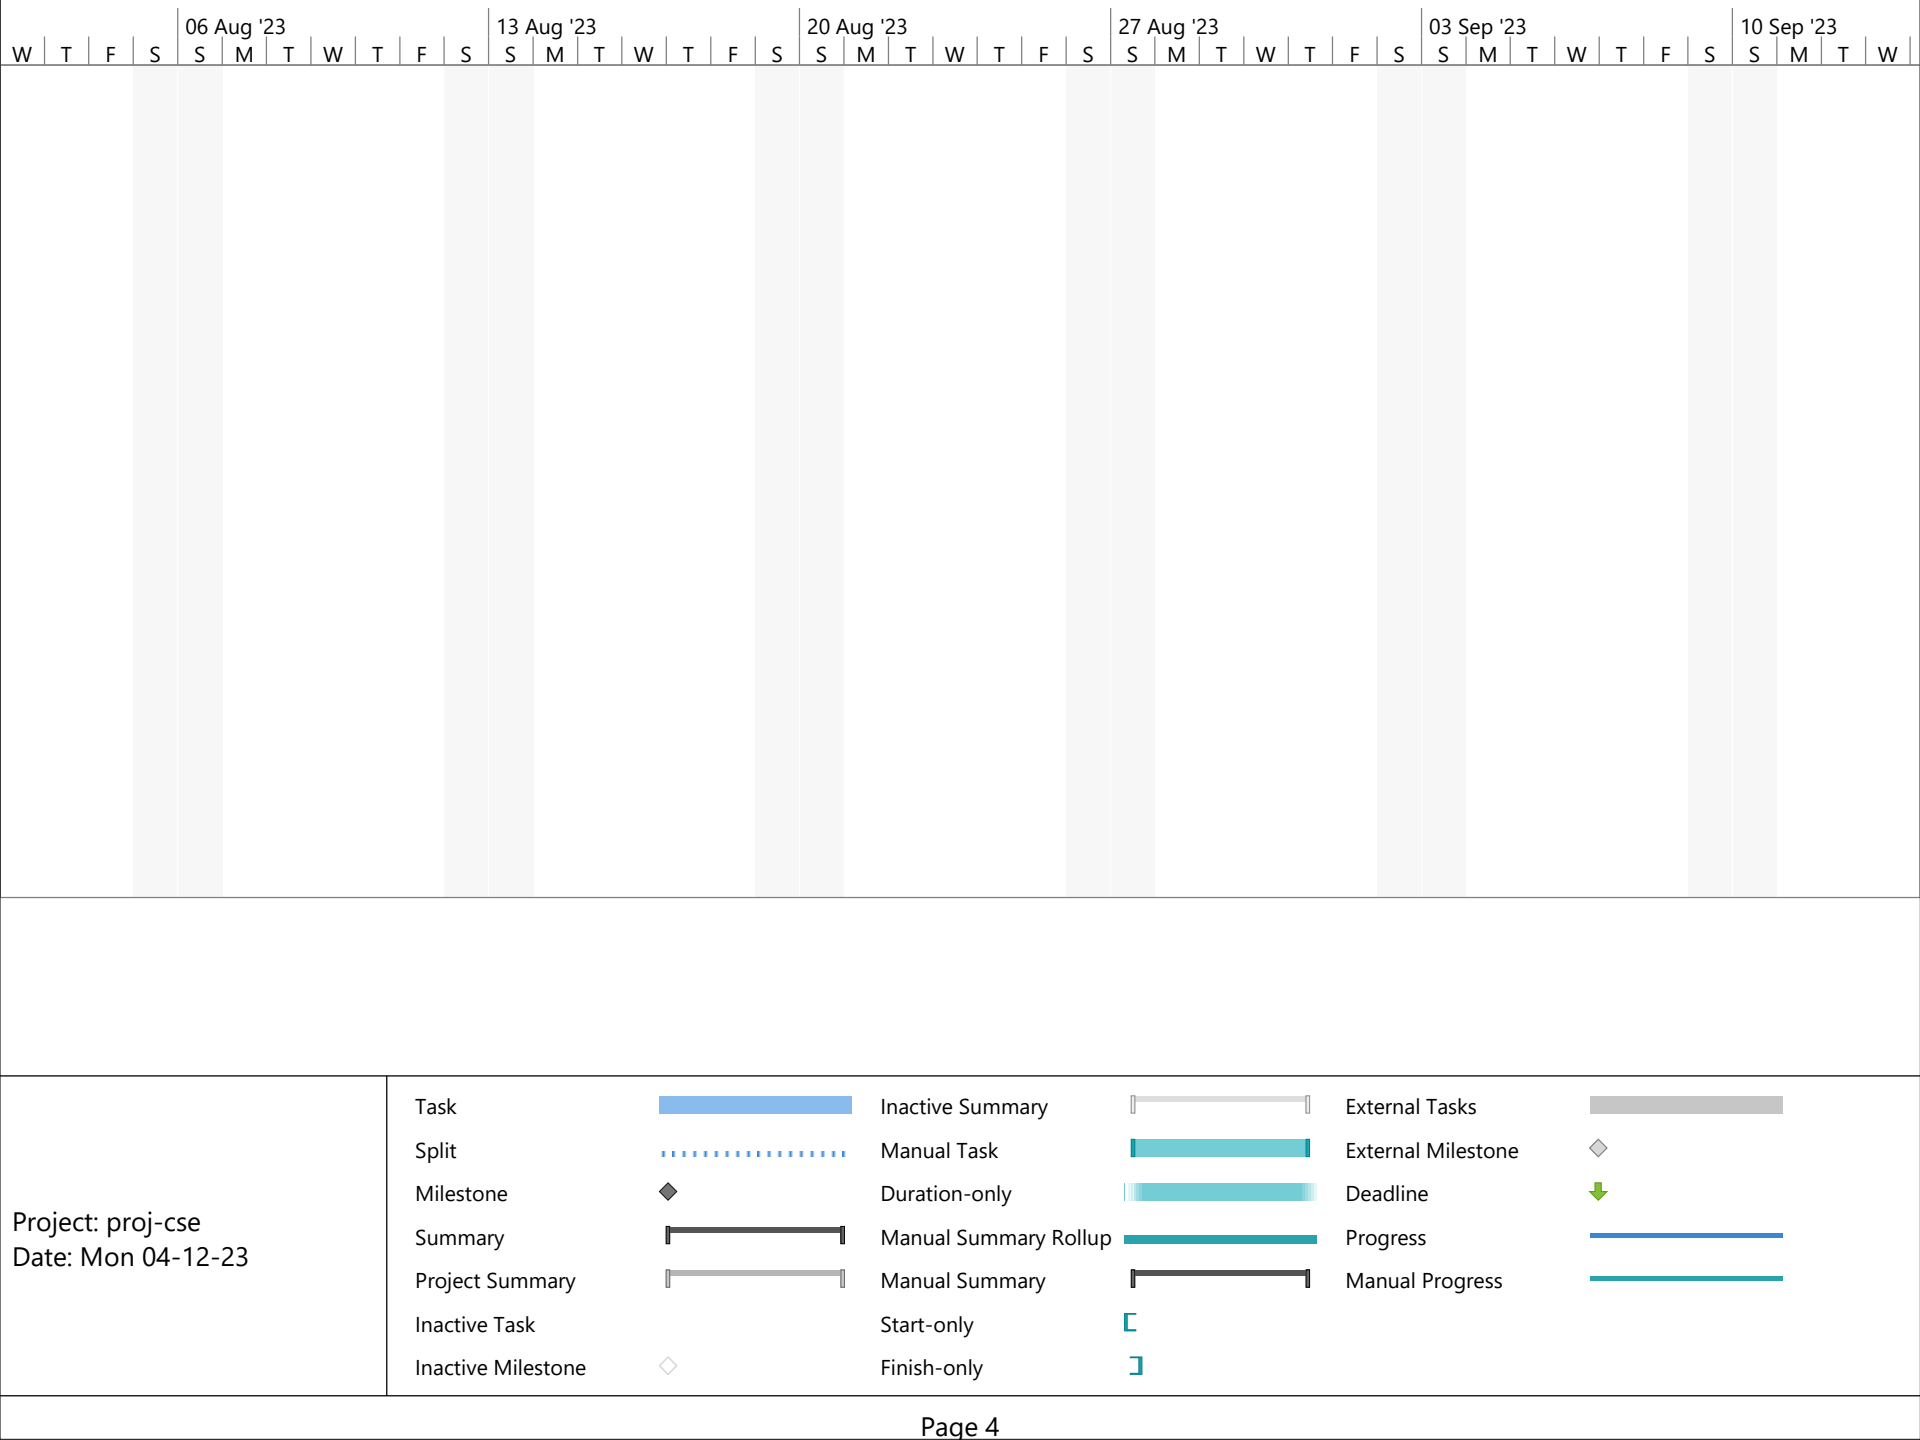 06 Aug '23 13 Aug '23 20 Aug '23 27 Aug '23 03 Sep '23 10 Sep '23
W T F S S M T W T F S S M T W T F S S M T W T F S S M T W T F S S M T W T F S S M T W
Project: proj-cse
Date: Mon 04-12-23
Task
Split
Milestone
Summary
Project Summary
Inactive Task
Inactive Milestone
Inactive Summary
Manual Task
Duration-only
Manual Summary Rollup
Manual Summary
Start-only
Finish-only
External Tasks
External Milestone
Deadline
Progress
Manual Progress
Page 4